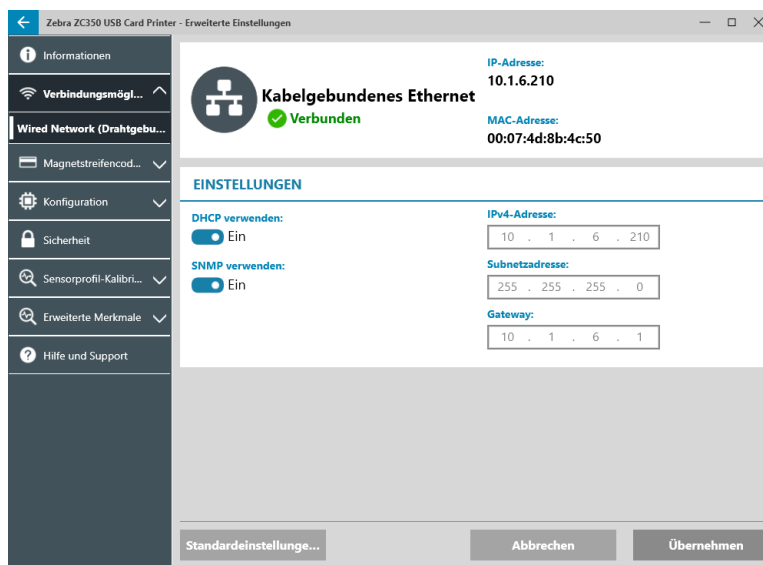 Zebra ZC350 USB Card Printer - Erweiterte Einstellungen
Informationen
Verbindungsmögl...
Wired Network (Drahtgebu...
Magnetstreifencod...
Konfiguration
Sicherheit
Sensorprofil-Kalibri...
Erweiterte Merkmale
Hilfe und Support
Kabelgebundenes Ethernet
Verbunden
IP-Adresse:
10.1.6.210
MAC-Adresse:
00:07:4d:8b:4c:50
EINSTELLUNGEN
DHCP verwenden:
Ein
SNMP verwenden:
Ein
IPv4-Adresse:
10 . 1 . 6 . 210
Subnetzadresse:
255 . 255 . 255 . 0
Gateway:
10 . 1 . 6 . 1
Standardeinstellunge...
Abbrechen
Übernehmen